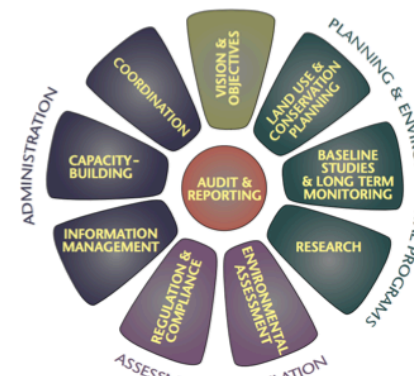 VISION &
OBJECTIVES
LAND USE &
CONSERVATION
PLANNING
BASELINE
STUDIES
& LONG TERM
MONITORING
RESEARCH
ENVIRONMENTAL
ASSESSMENT
REGULATION &
COMPLIANCE
INFORMATION
MANAGEMENT
CAPACITY-
BUILDING
COORDINATION
AUDIT &
REPORTING
ADMINISTRATION
PLANNING &
PROGRAMS